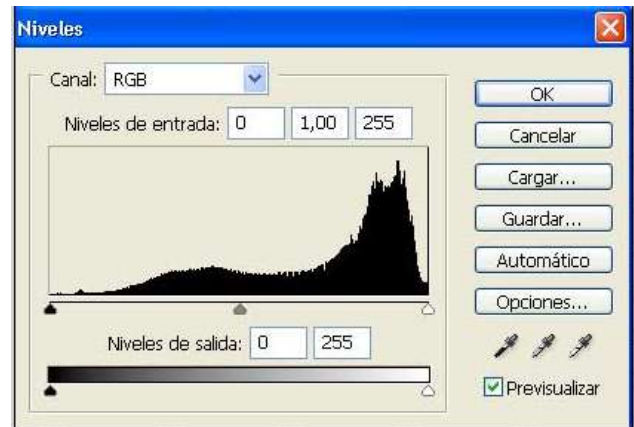 Niveles
Canal: RGB
Niveles de entrada: 0 1,00 255
Niveles de salida: 0 255
OK
Cancelar
Cargar...
Guardar...
Automático
Opciones...
Previsualizar